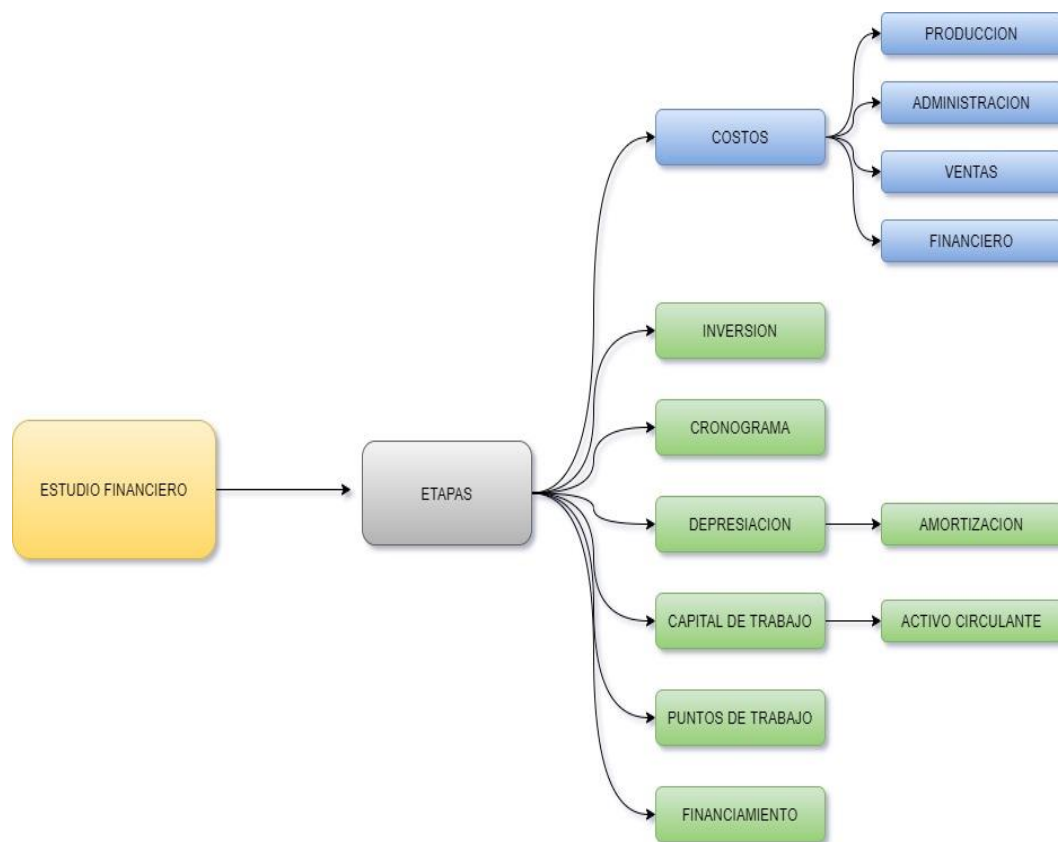 ESTUDIO FINANCIERO
ETAPAS
COSTOS
PRODUCCION
ADMINISTRACION
VENTAS
FINANCIERO
INVERSION
CRONOGRAMA
DEPRESIACION
AMORTIZACION
CAPITAL DE TRABAJO
ACTIVO CIRCULANTE
PUNTOS DE TRABAJO
FINANCIAMIENTO